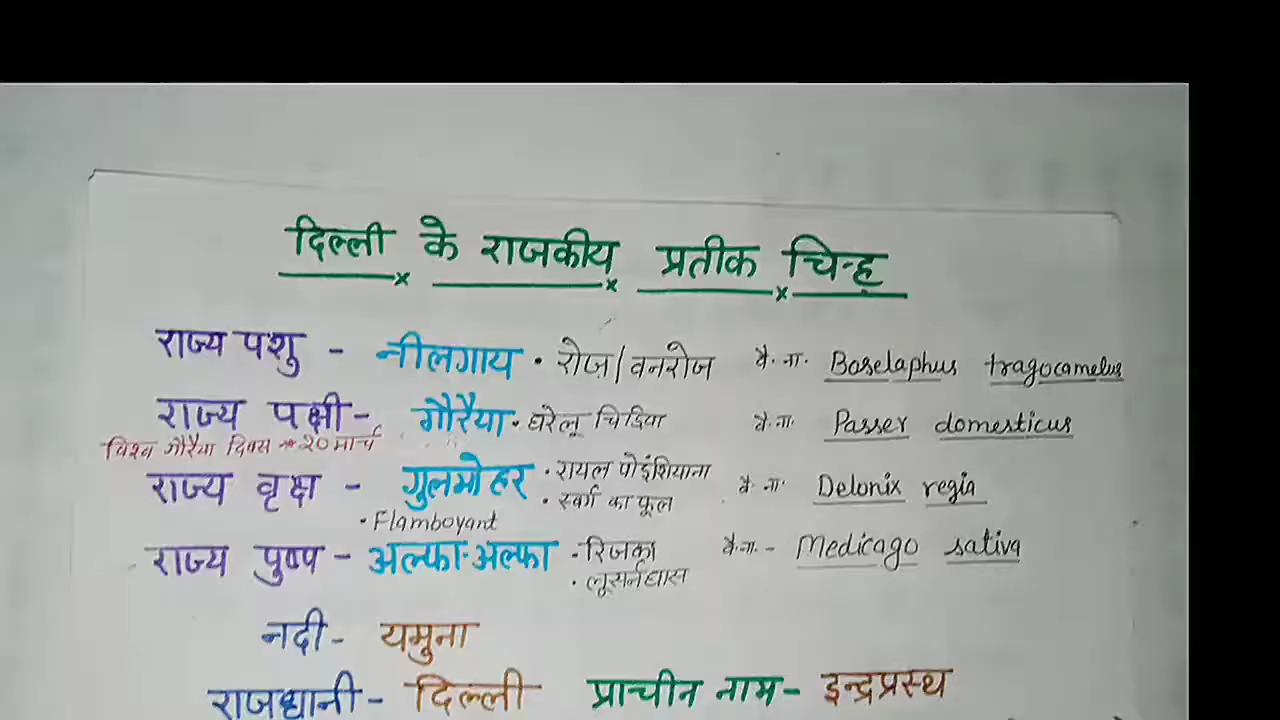 दिल्ली के राजकीय प्रतीक चिन्ह
राज्य पशु - नीलगाय • रोज़/वनरोज वै. ना. Boselaphus tragocamelus
राज्य पक्षी - गौरैया • घरेलू चिड़िया वै. ना. Passer domesticus
विश्व गौरैया दिवस → २० मार्च
राज्य वृक्ष - गुलमोहर • रायल पोइंशियाना वै. ना. Delonix regia
• स्वर्ग का फूल
• Flamboyant
राज्य पुष्प - अल्फा-अल्फा • रिजका वै. ना. - Medicago sativa
• लूसर्न घास
नदी - यमुना
राजधानी - दिल्ली प्राचीन नाम - इन्द्रप्रस्थ